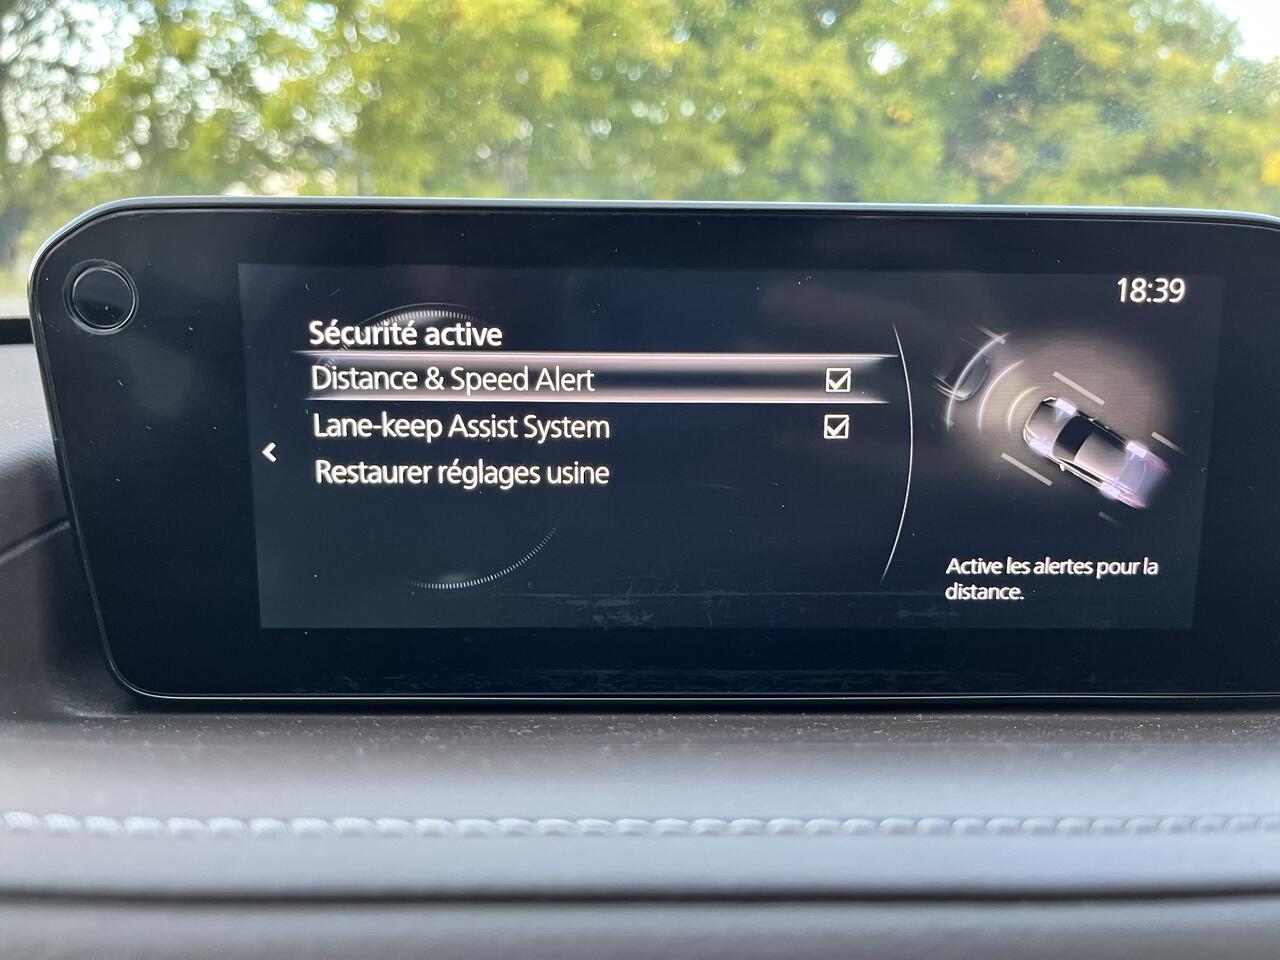 18:39
Sécurité active
Distance & Speed Alert
Lane-keep Assist System
Restaurer réglages usine
Active les alertes pour la
distance.